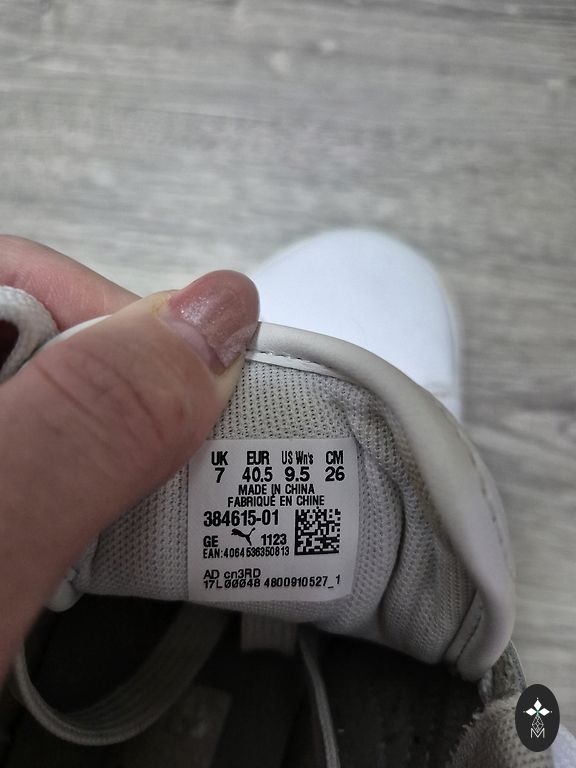 UK EUR US Wn's CM
7 40.5 9.5 26
MADE IN CHINA
FABRIQUÉ EN CHINE
384615-01
GE 1123
EAN:4064536350813
AD cn3RD
17L00048 4800910527_1
M